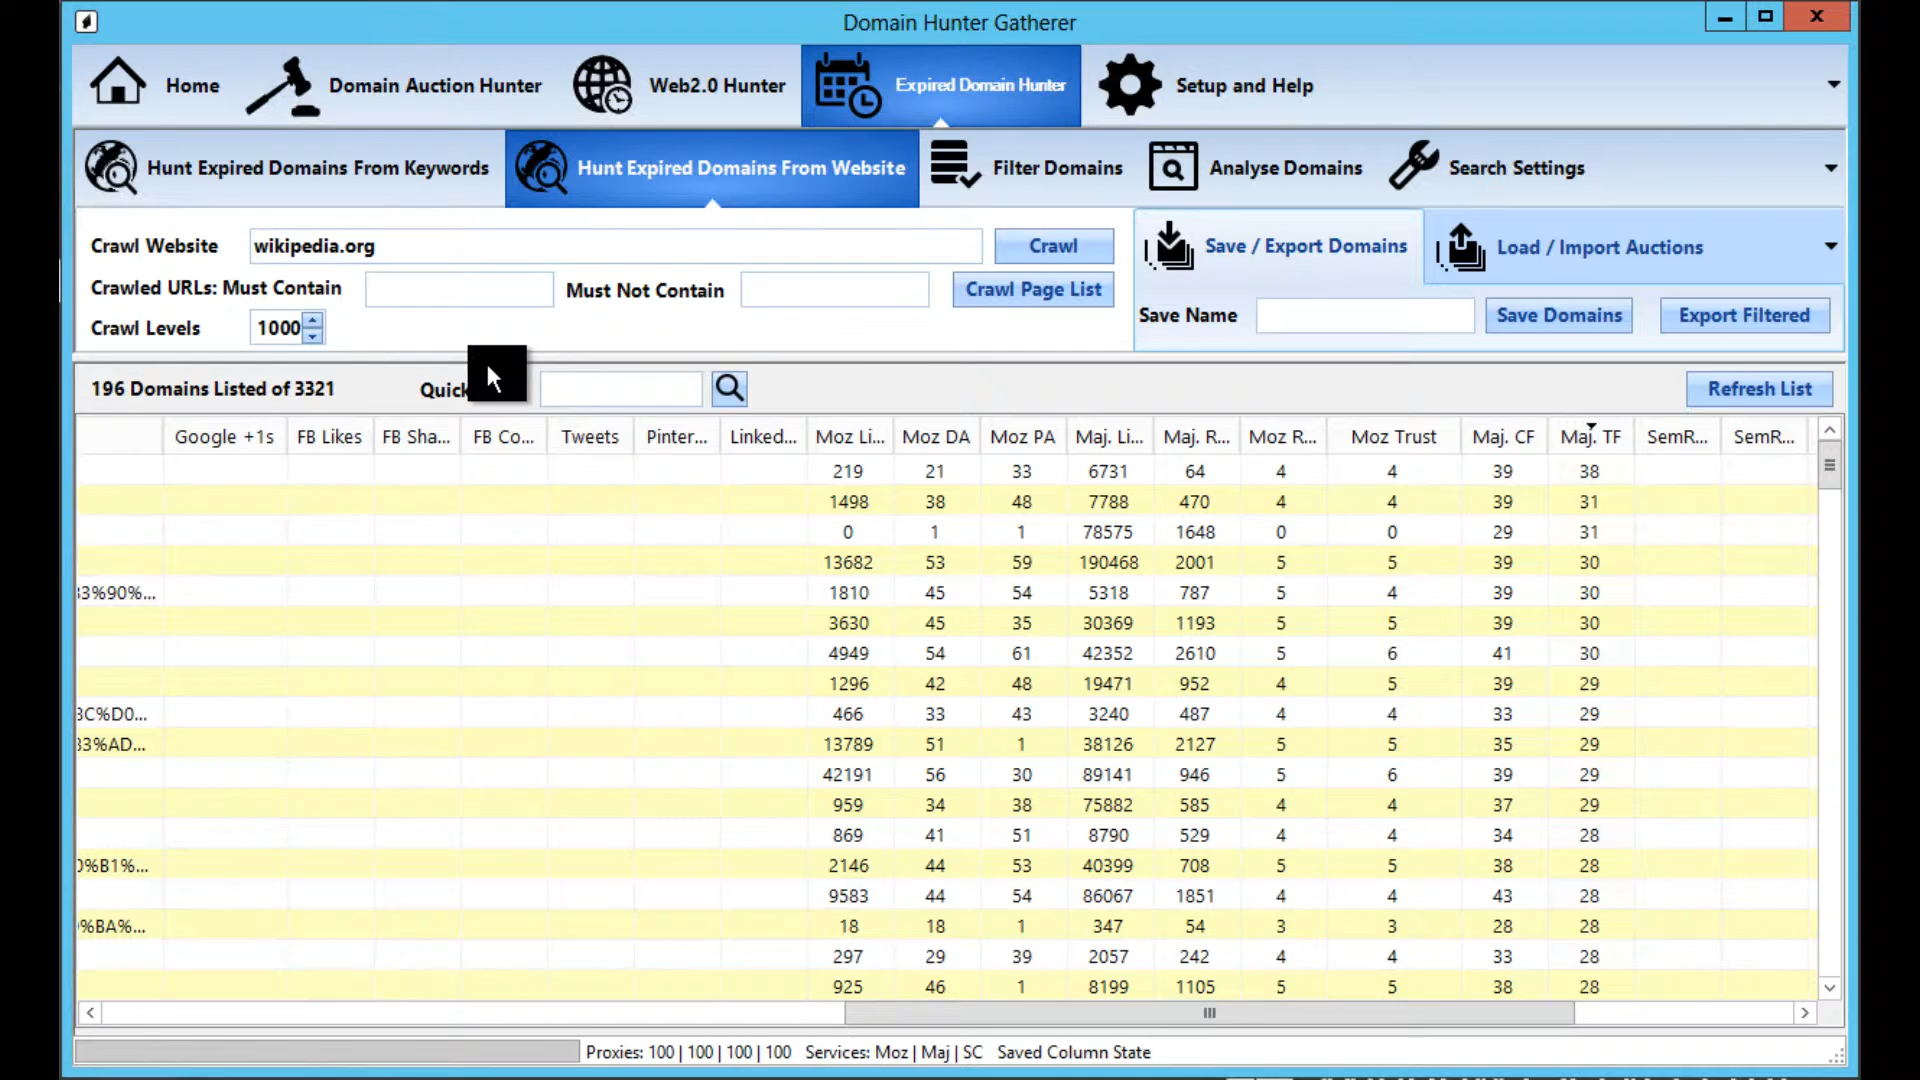 Domain Hunter Gatherer
Home Domain Auction Hunter Web2.0 Hunter Expired Domain Hunter Setup and Help
Hunt Expired Domains From Keywords Hunt Expired Domains From Website Filter Domains Analyse Domains Search Settings
Crawl Website wikipedia.org Crawl Save / Export Domains Load / Import Auctions
Crawled URLs: Must Contain Must Not Contain Crawl Page List
Save Name Save Domains Export Filtered
Crawl Levels 1000
196 Domains Listed of 3321 Quick Refresh List
Google +1s FB Likes FB Sha... FB Co... Tweets Pinter... Linked... Moz Li... Moz DA Moz PA Maj. Li... Maj. R... Moz R... Moz Trust Maj. CF Maj. TF SemR... SemR...
219 21 33 6731 64 4 4 39 38
1498 38 48 7788 470 4 4 39 31
0 1 1 78575 1648 0 0 29 31
13682 53 59 190468 2001 5 5 39 30
33%90%... 1810 45 54 5318 787 5 4 39 30
3630 45 35 30369 1193 5 5 39 30
4949 54 61 42352 2610 5 6 41 30
1296 42 48 19471 952 4 5 39 29
3C%D0... 466 33 43 3240 487 4 4 33 29
33%AD... 13789 51 1 38126 2127 5 5 35 29
42191 56 30 89141 946 5 6 39 29
959 34 38 75882 585 4 4 37 29
869 41 51 8790 529 4 4 34 28
0%B1%... 2146 44 53 40399 708 5 5 38 28
9583 44 54 86067 1851 4 4 43 28
%BA%... 18 18 1 347 54 3 3 28 28
297 29 39 2057 242 4 4 33 28
925 46 1 8199 1105 5 5 38 28
Proxies: 100 | 100 | 100 | 100 Services: Moz | Maj | SC Saved Column State